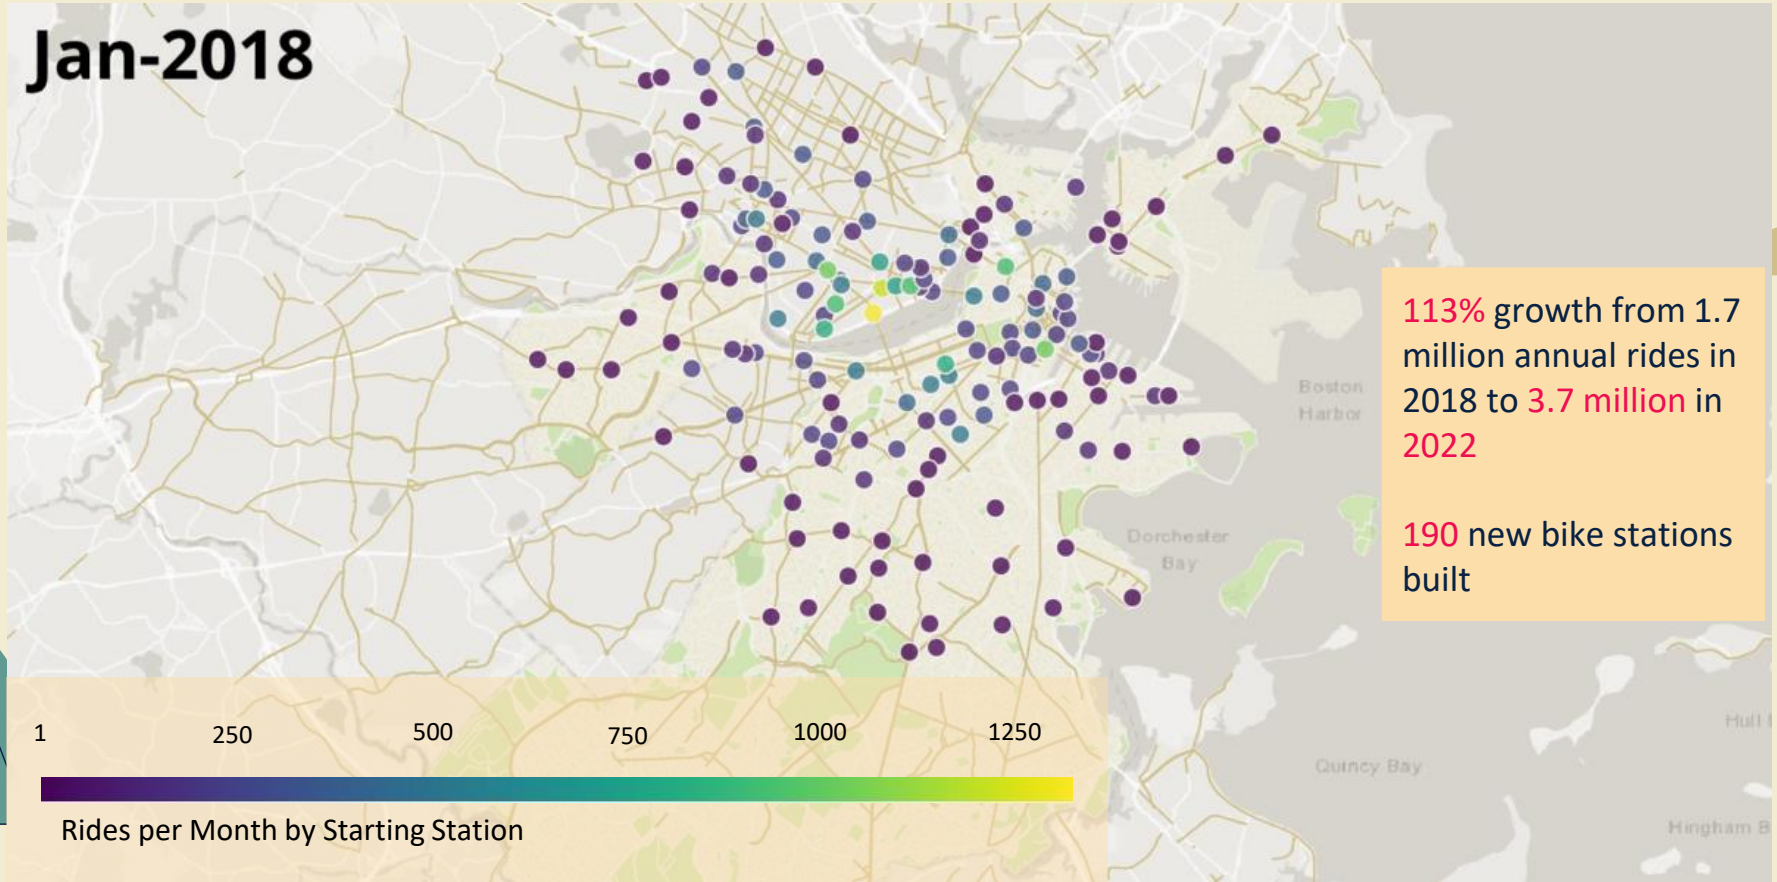 Jan-2018
Boston
Harbor
113% growth from 1.7
million annual rides in
2018 to 3.7 million in
2022
190 new bike stations
built
Dorchester
Bay
1 250 500 750 1000 1250
Rides per Month by Starting Station
Hull
Quincy Bay
Hingham B